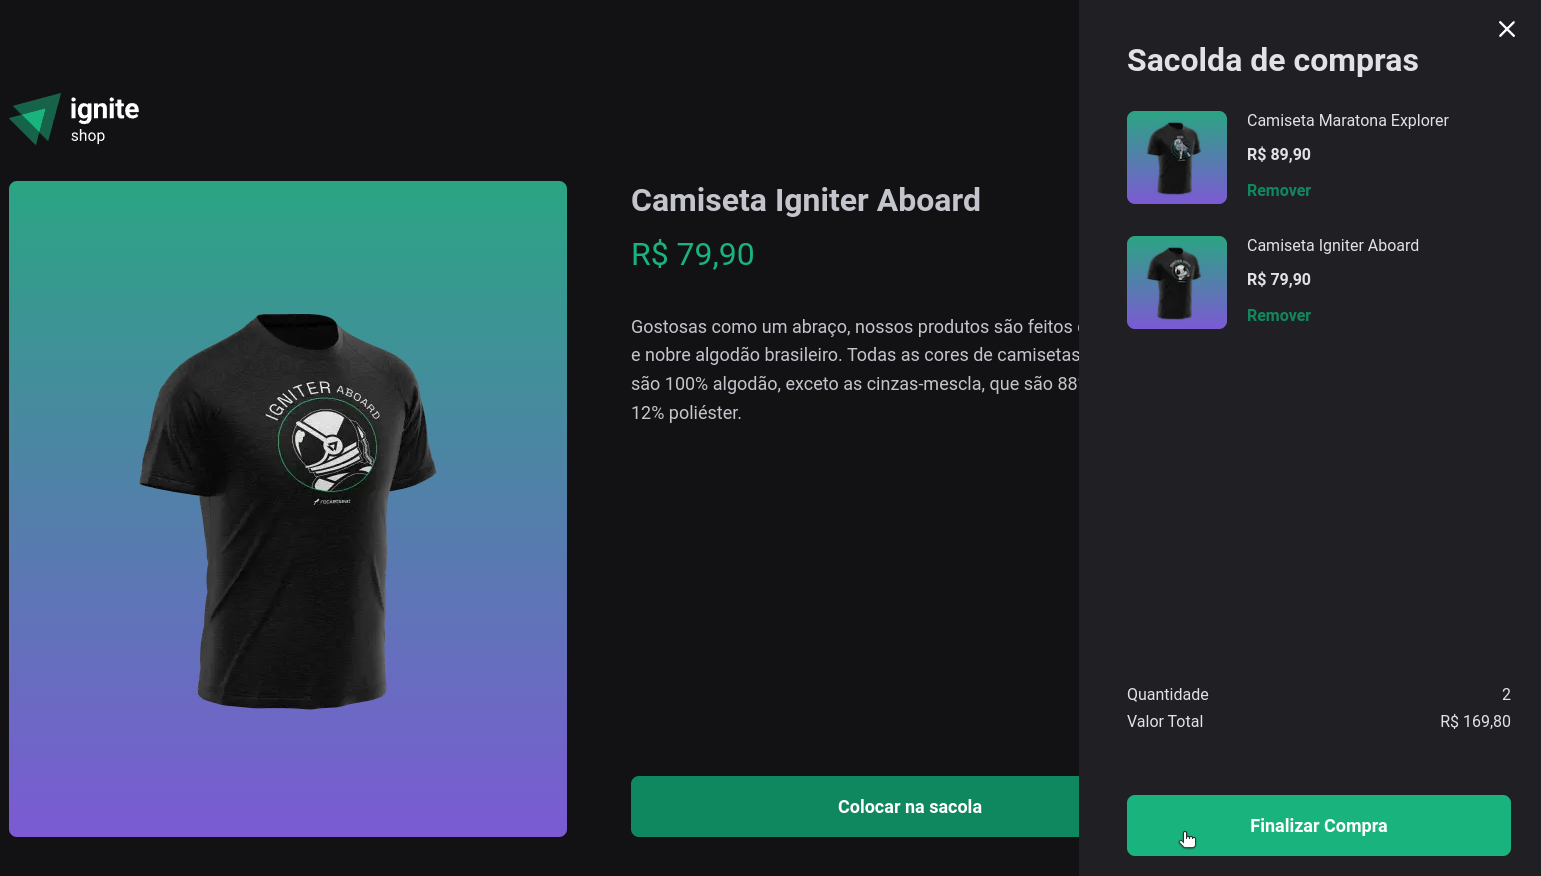 ignite
shop
Camiseta Igniter Aboard
R$ 79,90
Gostosas como um abraço, nossos produtos são feitos
e nobre algodão brasileiro. Todas as cores de camisetas
são 100% algodão, exceto as cinzas-mescla, que são 88
12% poliéster.
Colocar na sacola
IGNITER ABOARD
ROCKETSEAT
Sacolda de compras
Camiseta Maratona Explorer
R$ 89,90
Remover
Camiseta Igniter Aboard
R$ 79,90
Remover
Quantidade 2
Valor Total R$ 169,80
Finalizar Compra